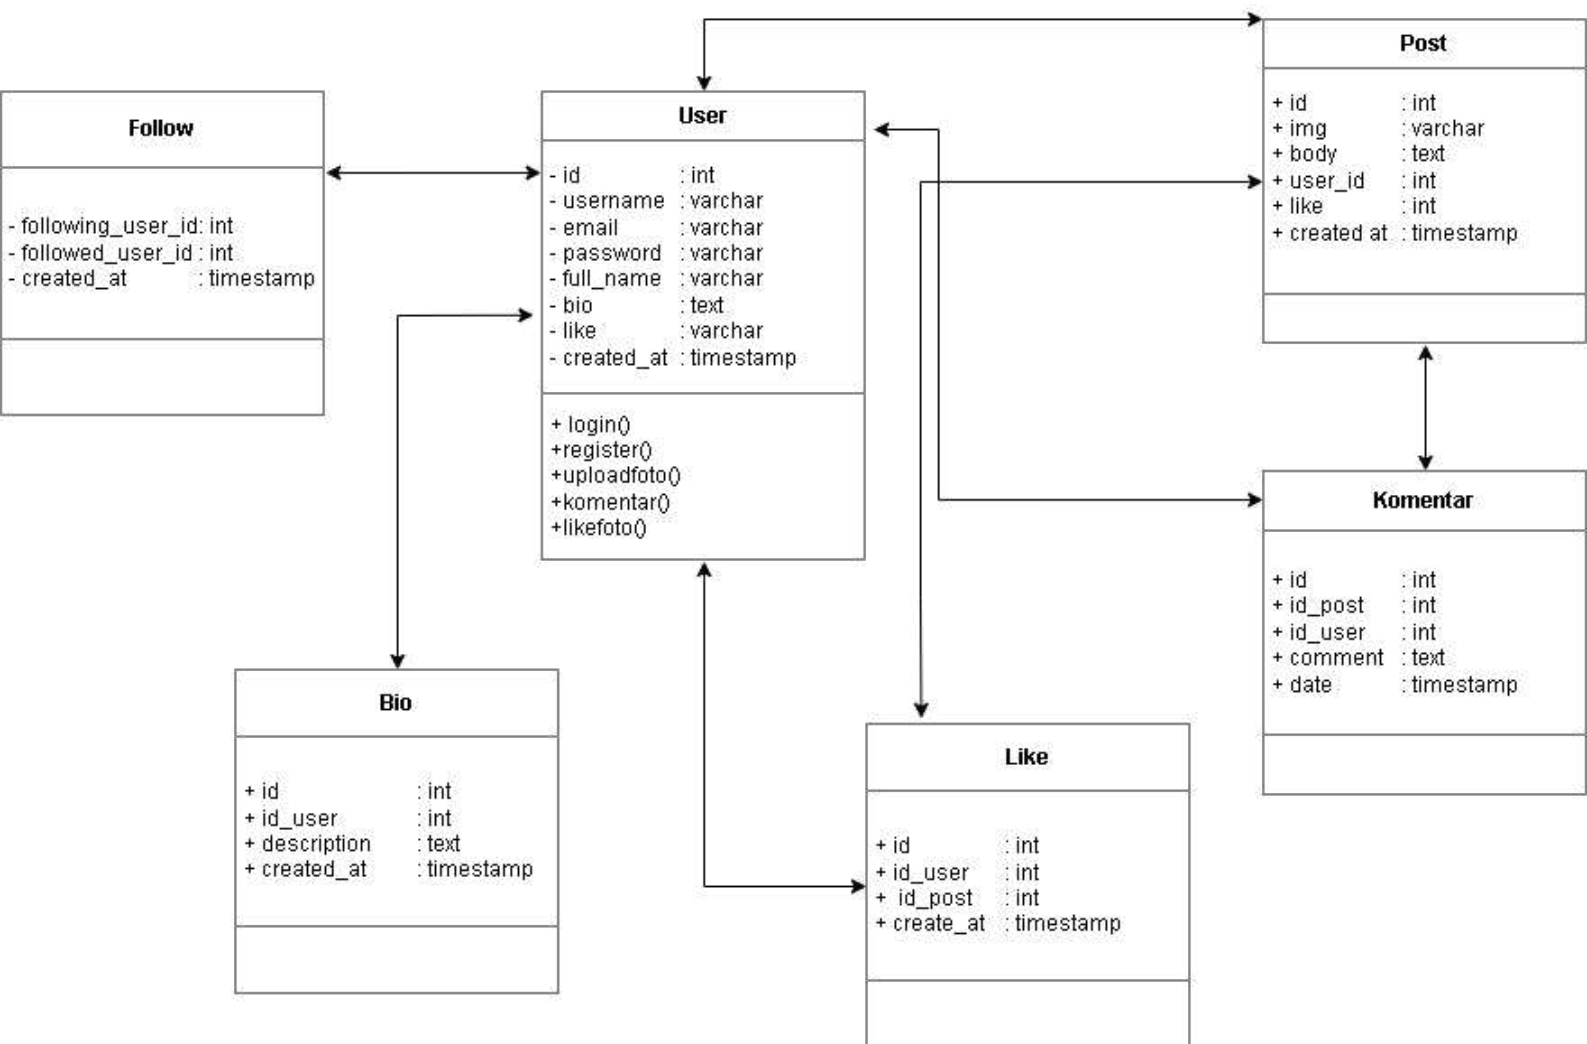 Follow
- following_user_id: int
- followed_user_id : int
- created_at : timestamp
User
- id : int
- username : varchar
- email : varchar
- password : varchar
- full_name : varchar
- bio : text
- like : varchar
- created_at : timestamp
+ login()
+register()
+uploadfoto()
+komentar()
+likefoto()
Post
+ id : int
+ img : varchar
+ body : text
+ user_id : int
+ like : int
+ created at : timestamp
Komentar
+ id : int
+ id_post : int
+ id_user : int
+ comment : text
+ date : timestamp
Bio
+ id : int
+ id_user : int
+ description : text
+ created_at : timestamp
Like
+ id : int
+ id_user : int
+ id_post : int
+ create_at : timestamp